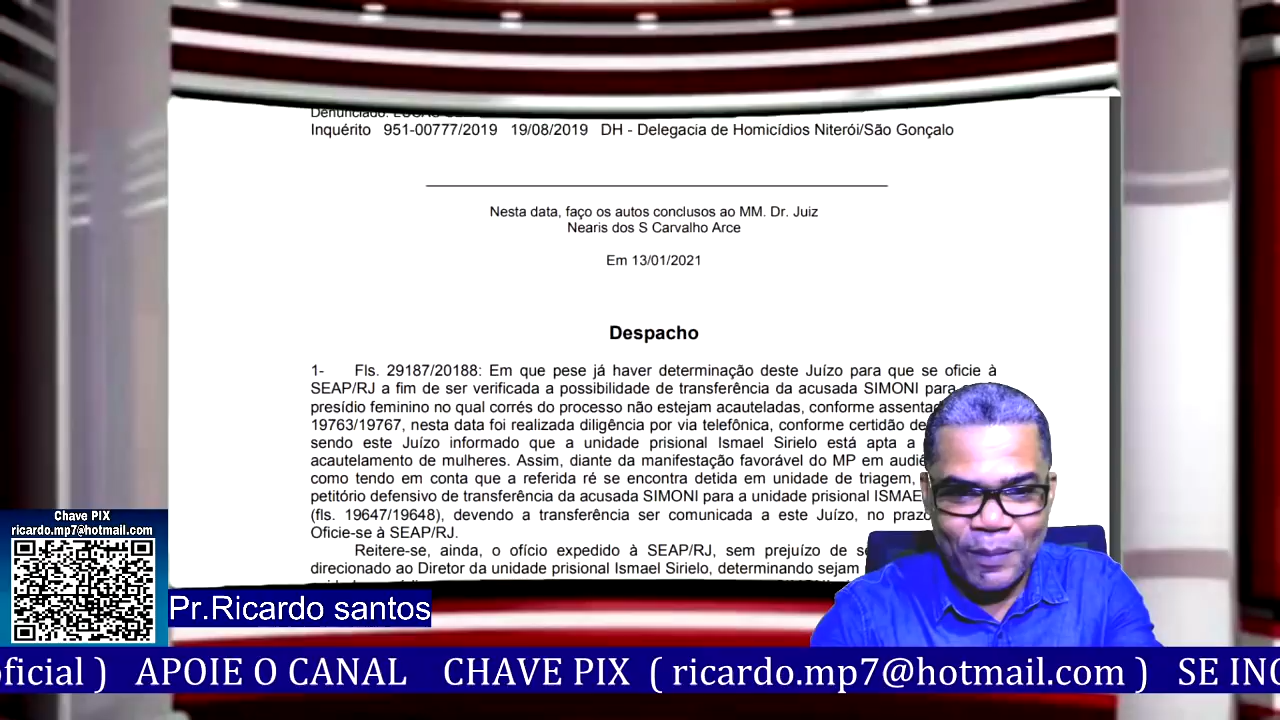 Denunciado:
Inquérito 951-00777/2019 19/08/2019 DH - Delegacia de Homicídios Niterói/São Gonçalo
Nesta data, faço os autos conclusos ao MM. Dr. Juiz
Nearis dos S Carvalho Arce
Em 13/01/2021
Despacho
1- Fls. 29187/20188: Em que pese já haver determinação deste Juízo para que se oficie à
SEAP/RJ a fim de ser verificada a possibilidade de transferência da acusada SIMONI para
presídio feminino no qual corrés do processo não estejam acauteladas, conforme
19763/19767, nesta data foi realizada diligência por via telefônica, conforme certidão de
sendo este Juízo informado que a unidade prisional Ismael Sirielo está apta a
acautelamento de mulheres. Assim, diante da manifestação favorável do MP em
como tendo em conta que a referida ré se encontra detida em unidade de triagem,
petitório defensivo de transferência da acusada SIMONI para a unidade prisional
(fls. 19647/19648), devendo a transferência ser comunicada a este Juízo, no
Oficie-se à SEAP/RJ.
Reitere-se, ainda, o ofício expedido à SEAP/RJ, sem prejuízo de
direcionado ao Diretor da unidade prisional Ismael Sirielo, determinando sejam
Chave PIX
ricardo.mp7@hotmail.com
Pr.Ricardo santos
oficial ) APOIE O CANAL CHAVE PIX ( ricardo.mp7@hotmail.com ) SE